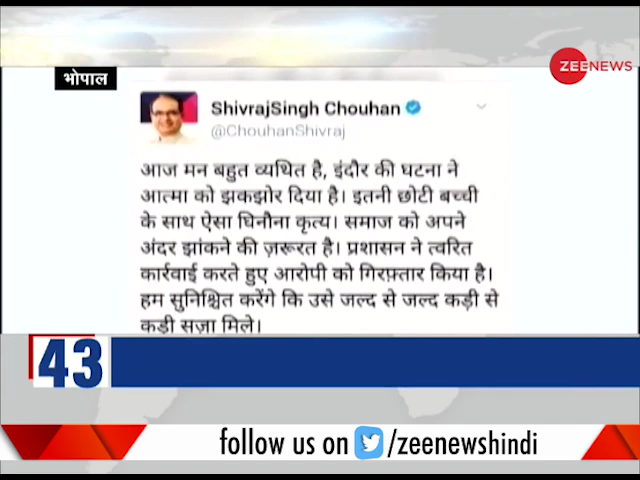 ZEE NEWS
भोपाल
ShivrajSingh Chouhan
@ChouhanShivraj
आज मन बहुत व्यथित है, इंदौर की घटना ने
आत्मा को झकझोर दिया है। इतनी छोटी बच्ची
के साथ ऐसा घिनौना कृत्य। समाज को अपने
अंदर झांकने की ज़रूरत है। प्रशासन ने त्वरित
कार्रवाई करते हुए आरोपी को गिरफ़्तार किया है।
हम सुनिश्चित करेंगे कि उसे जल्द से जल्द कड़ी से
कड़ी सज़ा मिले।
43
follow us on /zeenewshindi